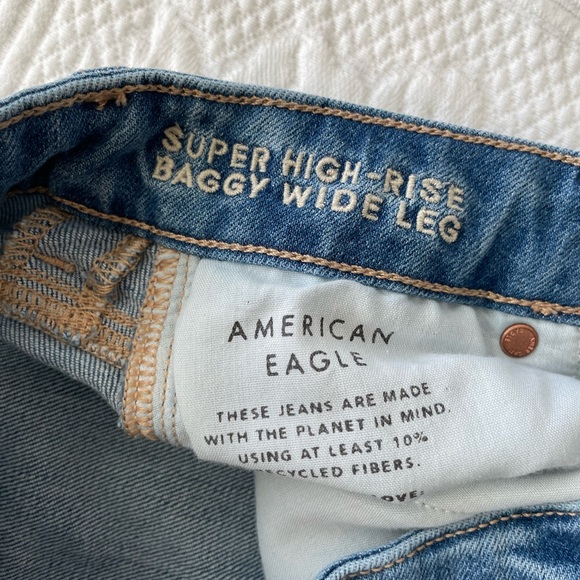 SUPER HIGH-RISE
BAGGY WIDE LEG
AMERICAN
EAGLE
THESE JEANS ARE MADE
WITH THE PLANET IN MIND.
USING AT LEAST 10%
FIBERS.